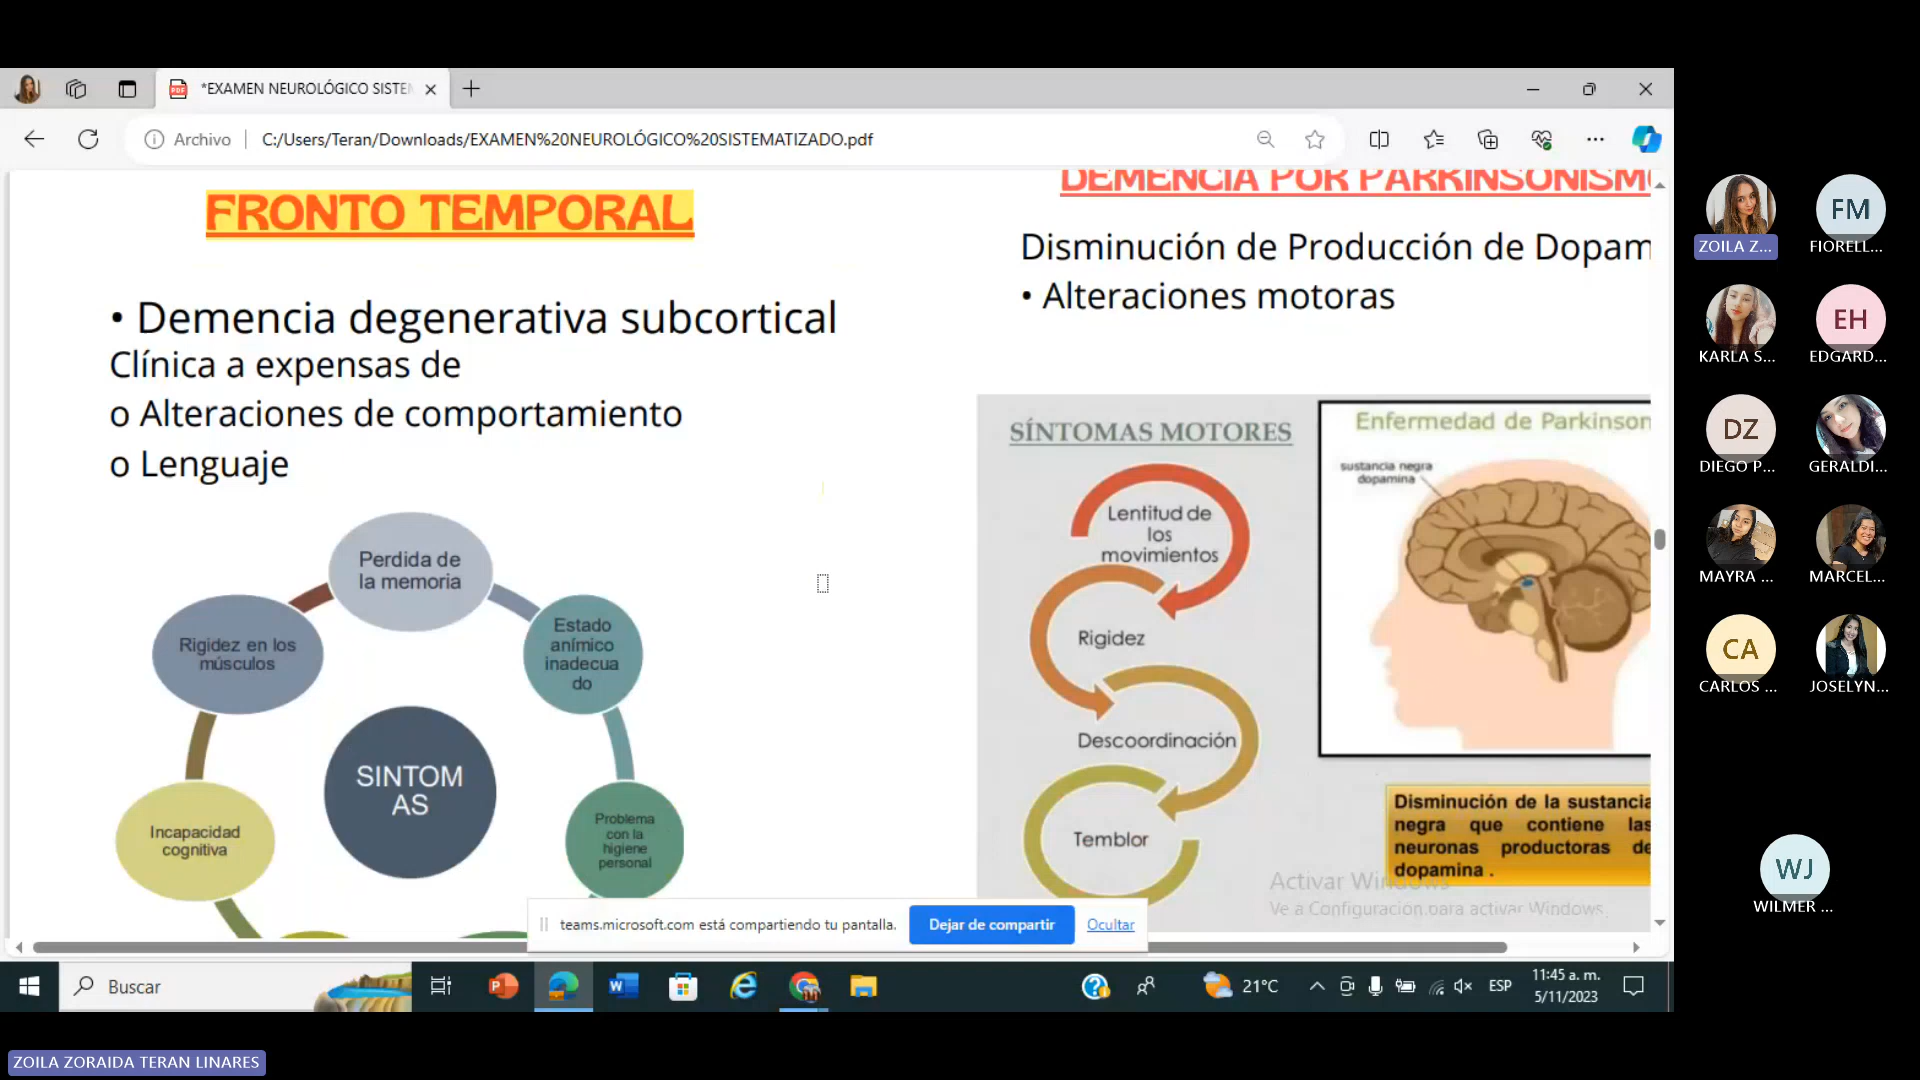 *EXAMEN NEUROLÓGICO SISTEM
Archivo
C:/Users/Teran/Downloads/EXAMEN%20NEUROLÓGICO%20SISTEMATIZADO.pdf
FRONTO TEMPORAL
• Demencia degenerativa subcortical
Clínica a expensas de
o Alteraciones de comportamiento
o Lenguaje
Perdida de
la memoria
Estado
anímico
inadecua
do
Problema
con la
higiene
personal
Rigidez en los
músculos
Incapacidad
cognitiva
SINTOM
AS
DEMENCIA POR PARKINSONISMO
Disminución de Producción de Dopam
• Alteraciones motoras
SÍNTOMAS MOTORES
Lentitud de
los
movimientos
Rigidez
Descoordinación
Temblor
Enfermedad de Parkinson
sustancia negra
dopamina
Disminución de la sustancia
negra que contiene las
neuronas productoras de
dopamina .
Activar Windows
Ve a Configuración para activar Windows.
teams.microsoft.com está compartiendo tu pantalla.
Dejar de compartir
Ocultar
Buscar
21°C
ESP
11:45 a. m.
5/11/2023
ZOILA Z...
FM
FIORELL...
KARLA S...
EH
EDGARD...
DZ
DIEGO P...
GERALDI...
MAYRA ...
MARCEL...
CA
CARLOS ...
JOSELYN...
WJ
WILMER ...
ZOILA ZORAIDA TERAN LINARES